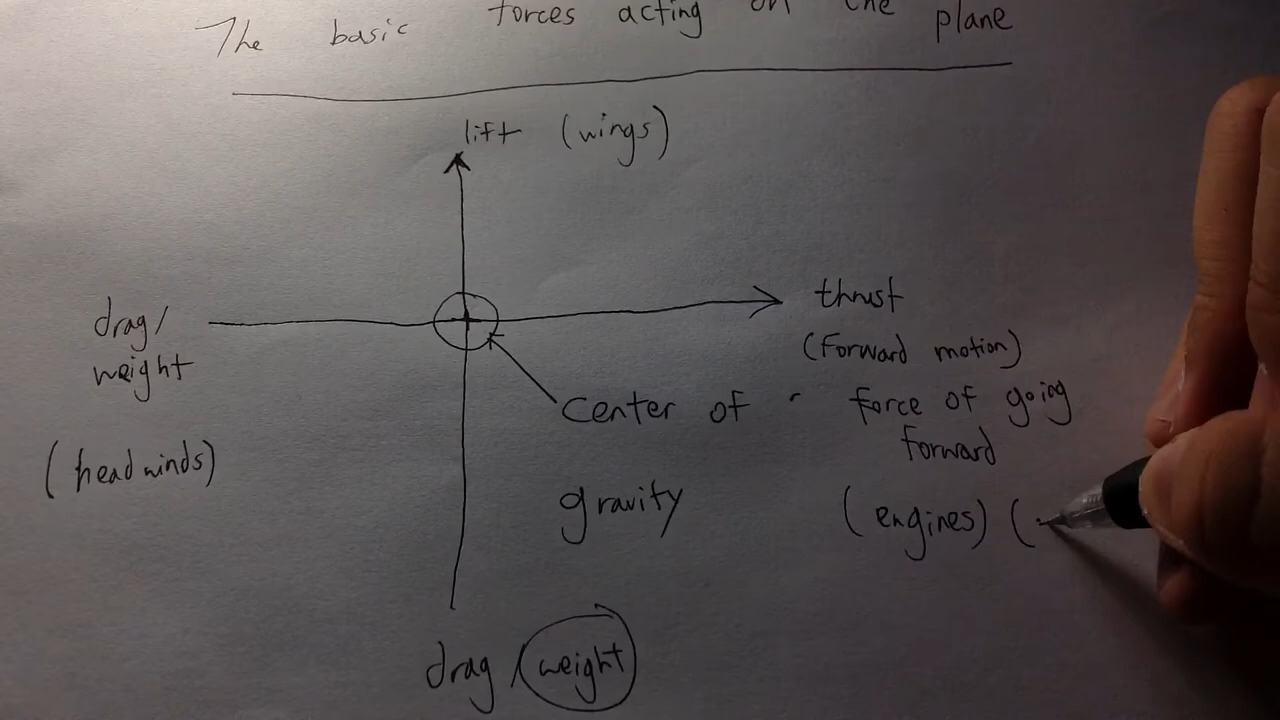 The basic forces acting on the plane
lift (wings)
thrust
(forward motion)
drag/
weight
center of
force of going
forward
(headwinds)
gravity
(engines) (
drag / weight